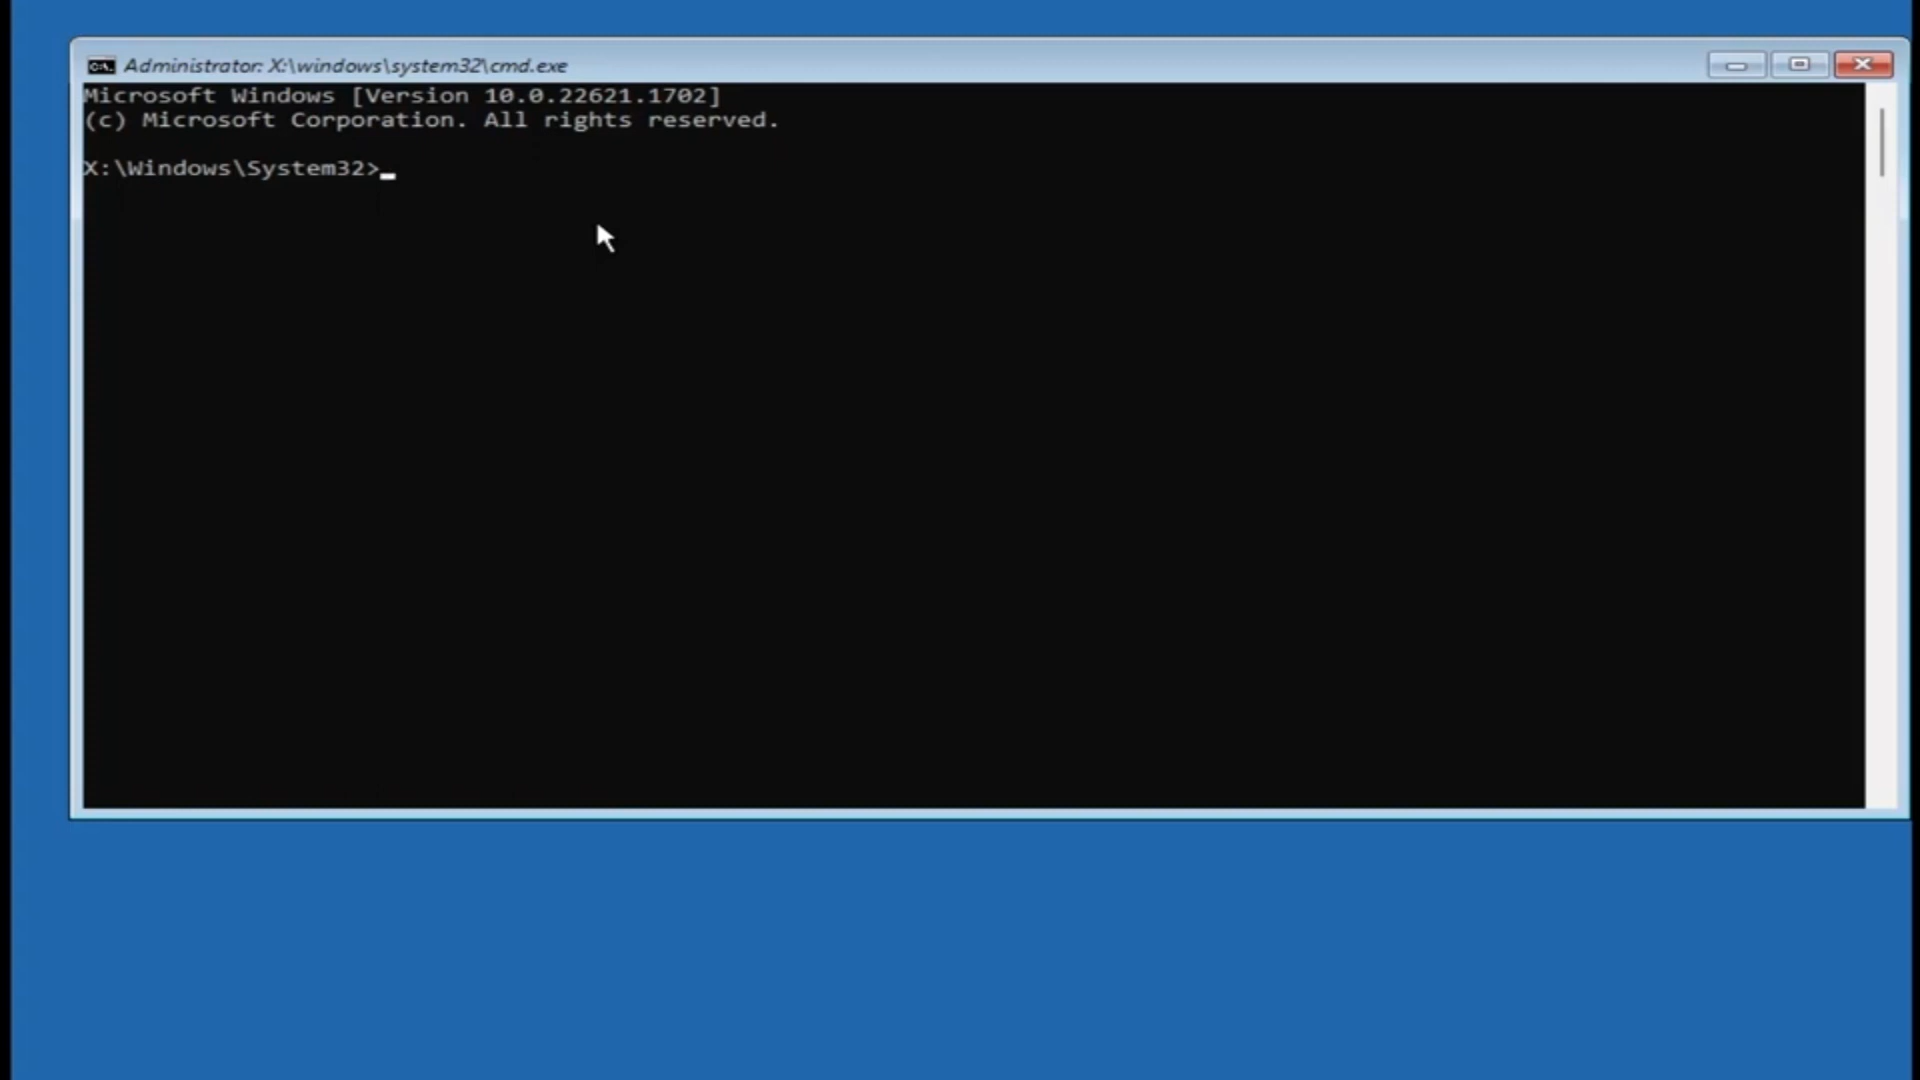 Administrator: X:\windows\system32\cmd.exe
Microsoft Windows [Version 10.0.22621.1702]
(c) Microsoft Corporation. All rights reserved.
X:\Windows\System32>